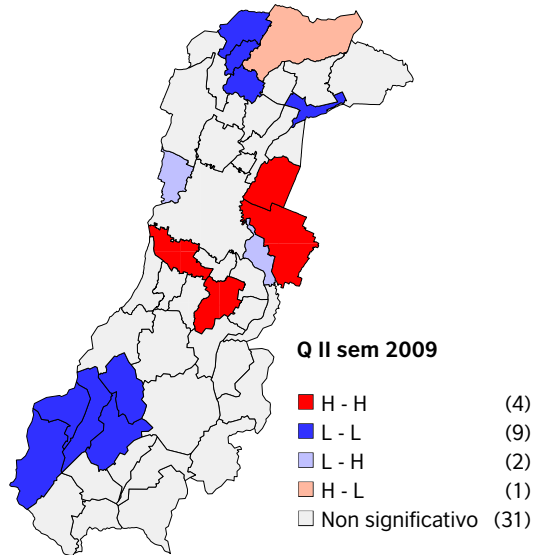 Q II sem 2009
H - H (4)
L - L (9)
L - H (2)
H - L (1)
Non significativo (31)